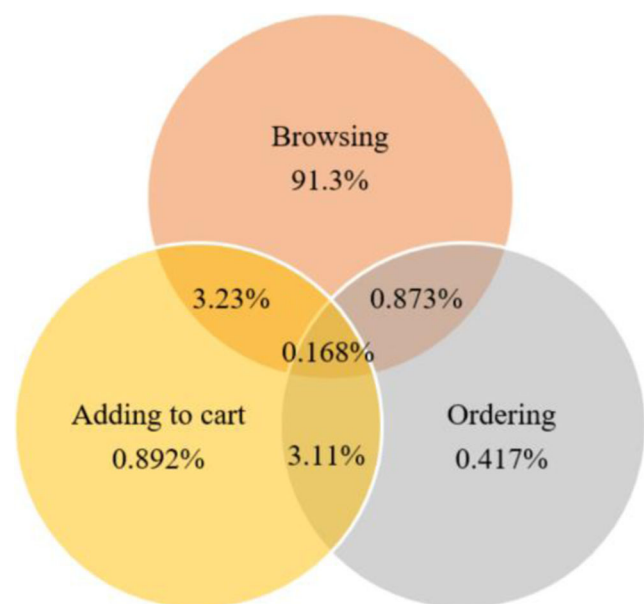 Browsing
91.3%
3.23%
0.873%
0.168%
Adding to cart
0.892%
3.11%
Ordering
0.417%